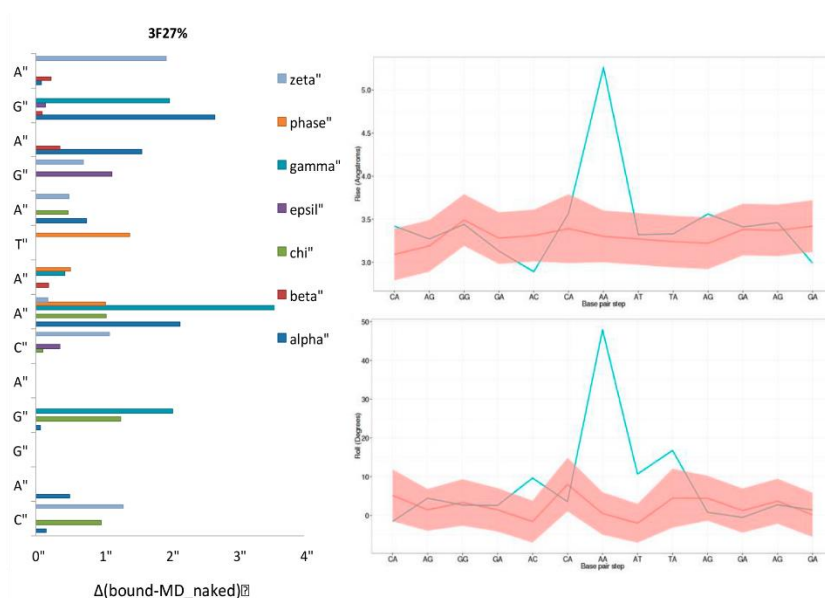 3F27%
A"
G"
A"
G"
A"
T"
A"
A"
C"
A"
G"
G"
A"
C"
0" 1" 2" 3" 4"
Δ(bound-MD_naked)⍰
zeta"
phase"
gamma"
epsil"
chi"
beta"
alpha"
Rise (Angstroms)
5.0
4.5
4.0
3.5
3.0
CA AG GG GA AC CA AA AT TA AG GA AG GA
Base pair step
Roll (Degrees)
50
40
30
20
10
0
CA AG GG GA AC CA AA AT TA AG GA AG GA
Base pair step